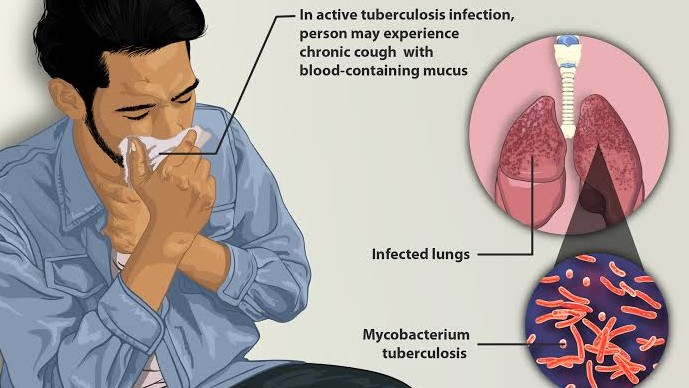 In active tuberculosis infection,
person may experience
chronic cough with
blood-containing mucus
Infected lungs
Mycobacterium
tuberculosis